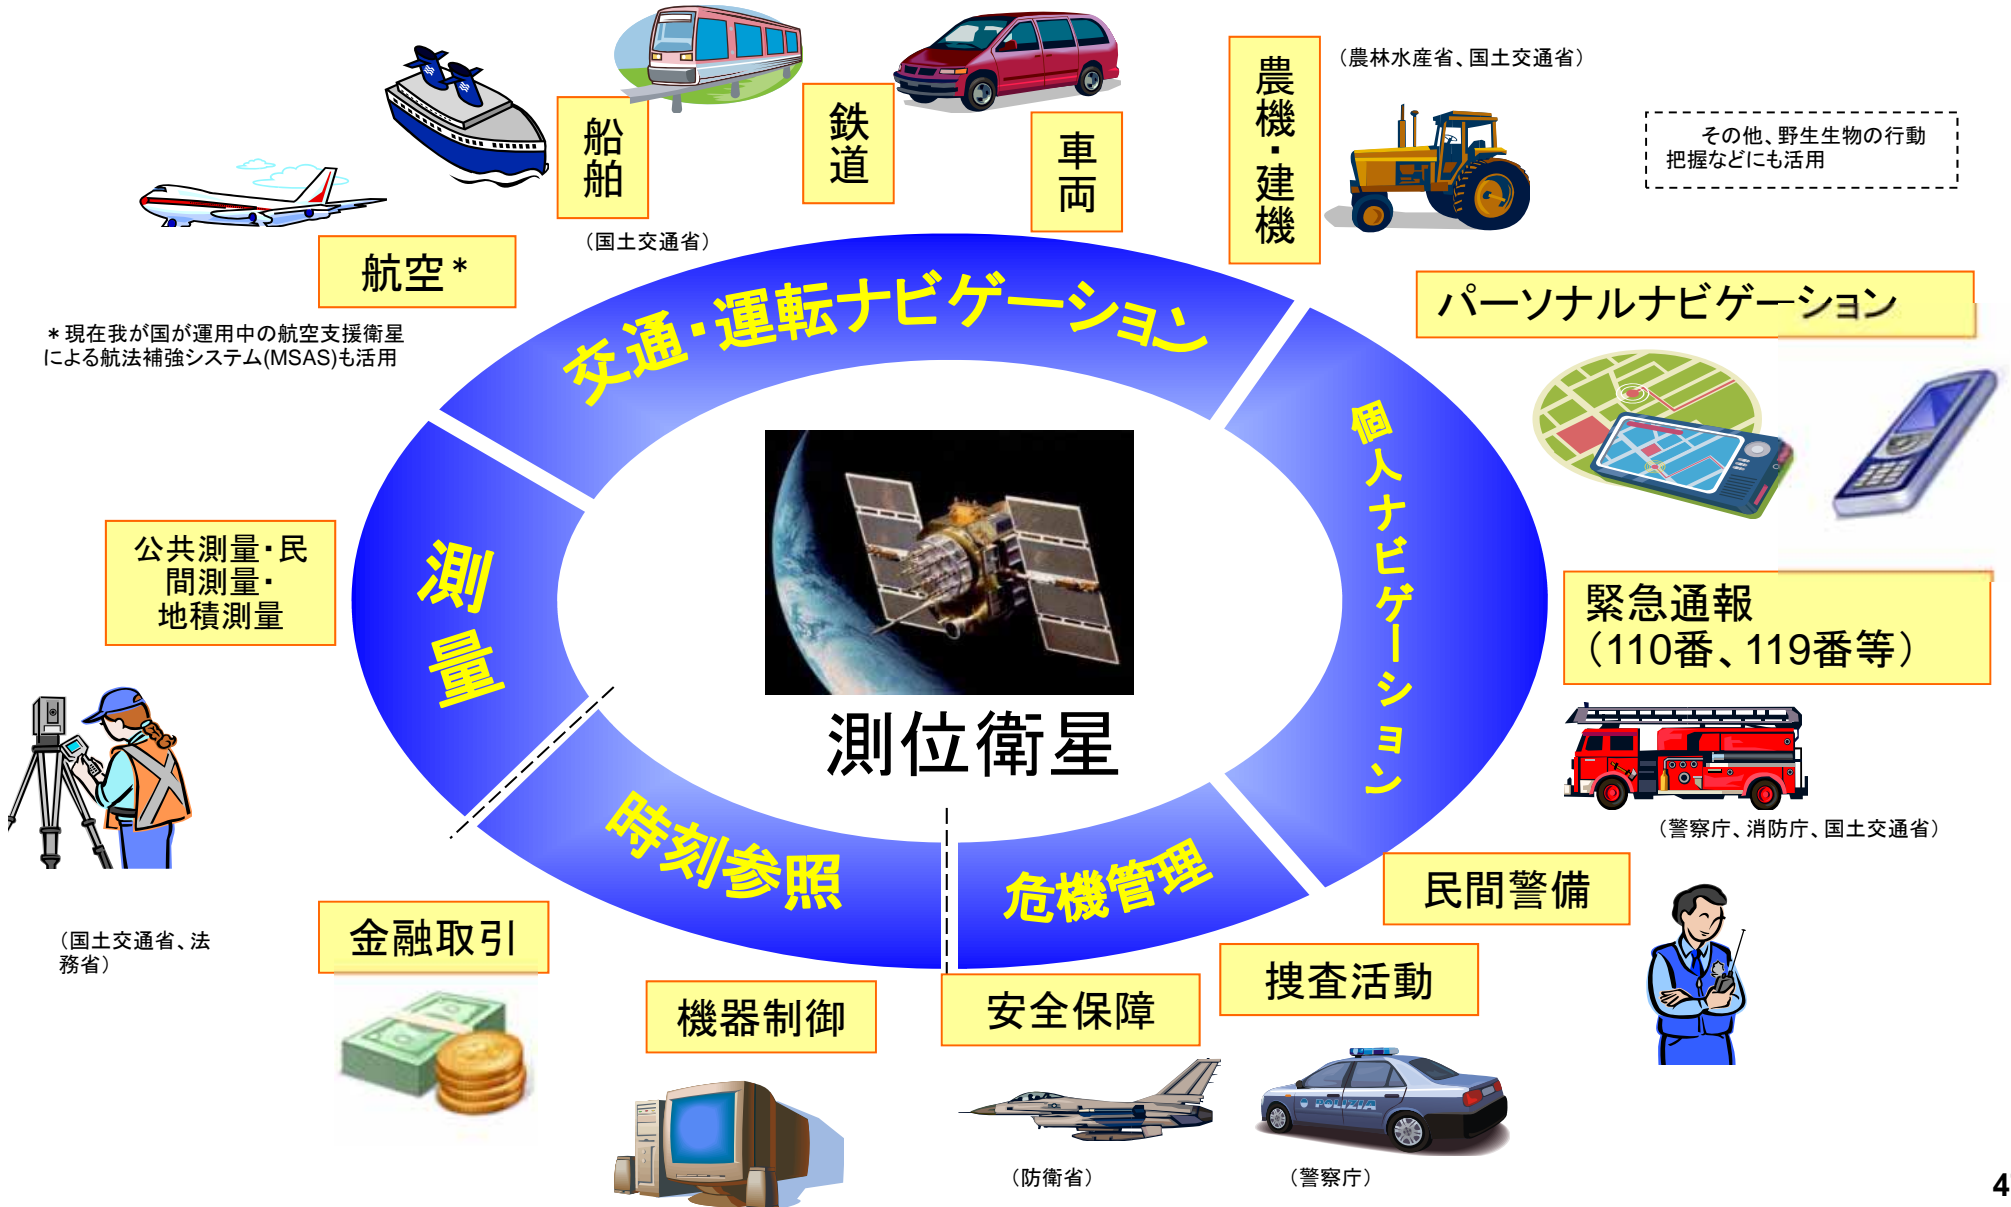 船舶
(国土交通省)
鉄道
車両
農機・建機
(農林水産省、国土交通省)
その他、野生生物の行動
把握などにも活用
航空*
*現在我が国が運用中の航空支援衛星
による航法補強システム(MSAS)も活用
パーソナルナビゲーション
交通・運転ナビゲーション
個人ナビゲーション
測量
時刻参照
危機管理
測位衛星
公共測量・民
間測量・
地積測量
(国土交通省、法
務省)
緊急通報
(110番、119番等)
(警察庁、消防庁、国土交通省)
民間警備
捜査活動
POLIZIA
(警察庁)
安全保障
(防衛省)
機器制御
金融取引
4